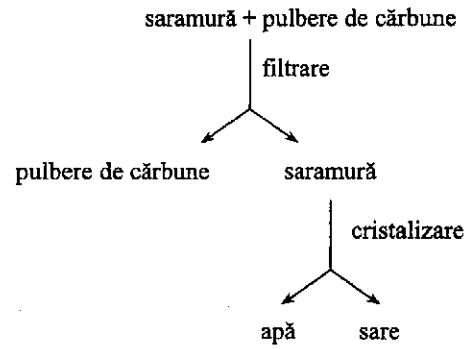 saramură + pulbere de cărbune
filtrare
pulbere de cărbune saramură
cristalizare
apă sare